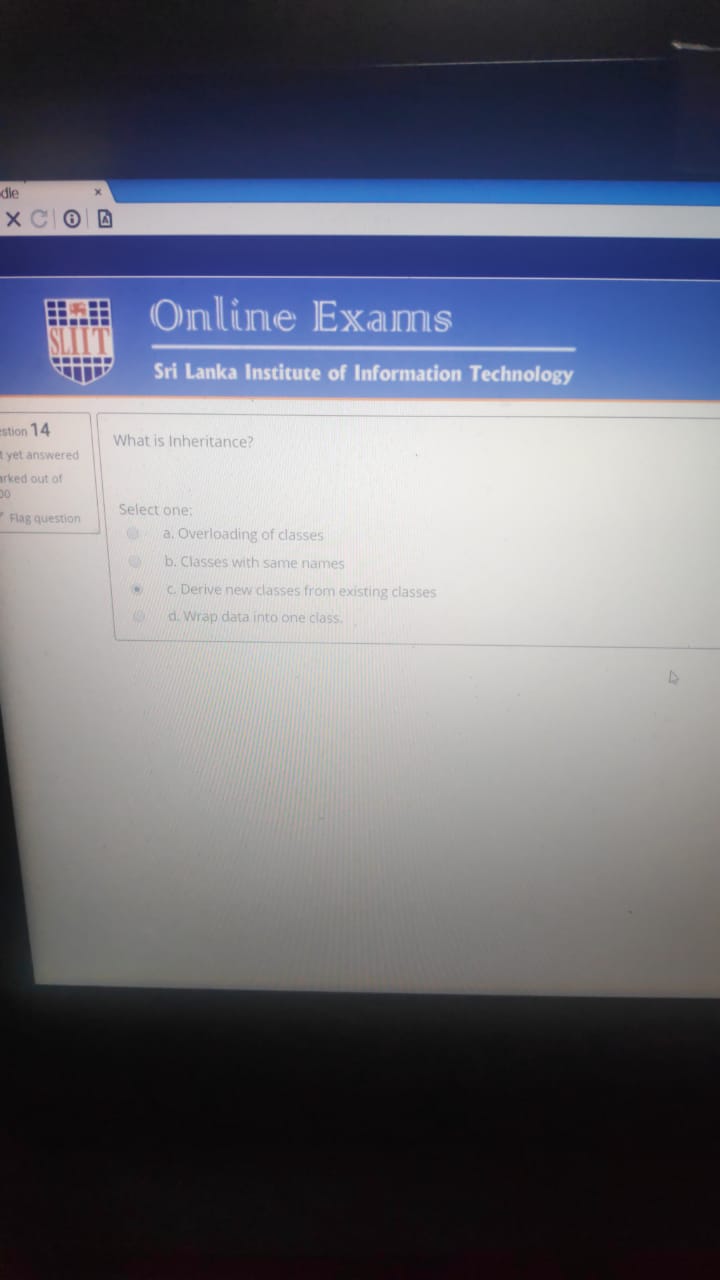 dle
Online Exams
SLIIT
Sri Lanka Institute of Information Technology
stion 14
t yet answered
arked out of
00
Flag question
What is Inheritance?
Select one:
a. Overloading of classes
b. Classes with same names
c. Derive new classes from existing classes
d. Wrap data into one class.